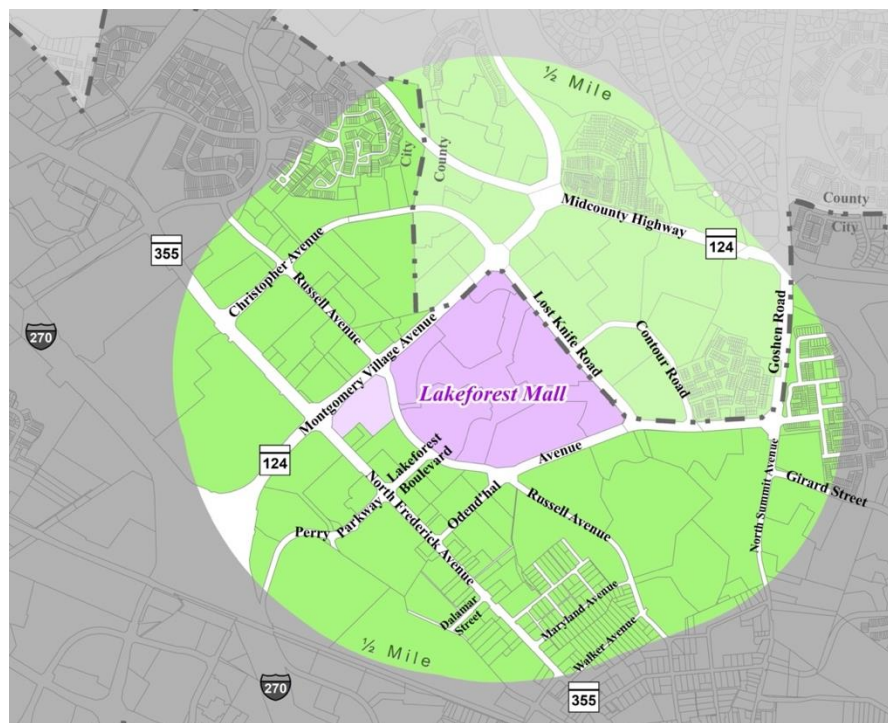 ½ Mile
City
County
County
City
Midcounty Highway
124
355
Christopher Avenue
Russell Avenue
270
Lost Knife Road
Contour Road
Goshen Road
Montgomery Village Avenue
Lakeforest Mall
124
Lakeforest
Boulevard
Avenue
Odend'hal
North Frederick Avenue
Perry
Parkway
Russell Avenue
North Summit Avenue
Girard Street
Dalamar
Street
Maryland Avenue
Walker Avenue
½ Mile
270
355